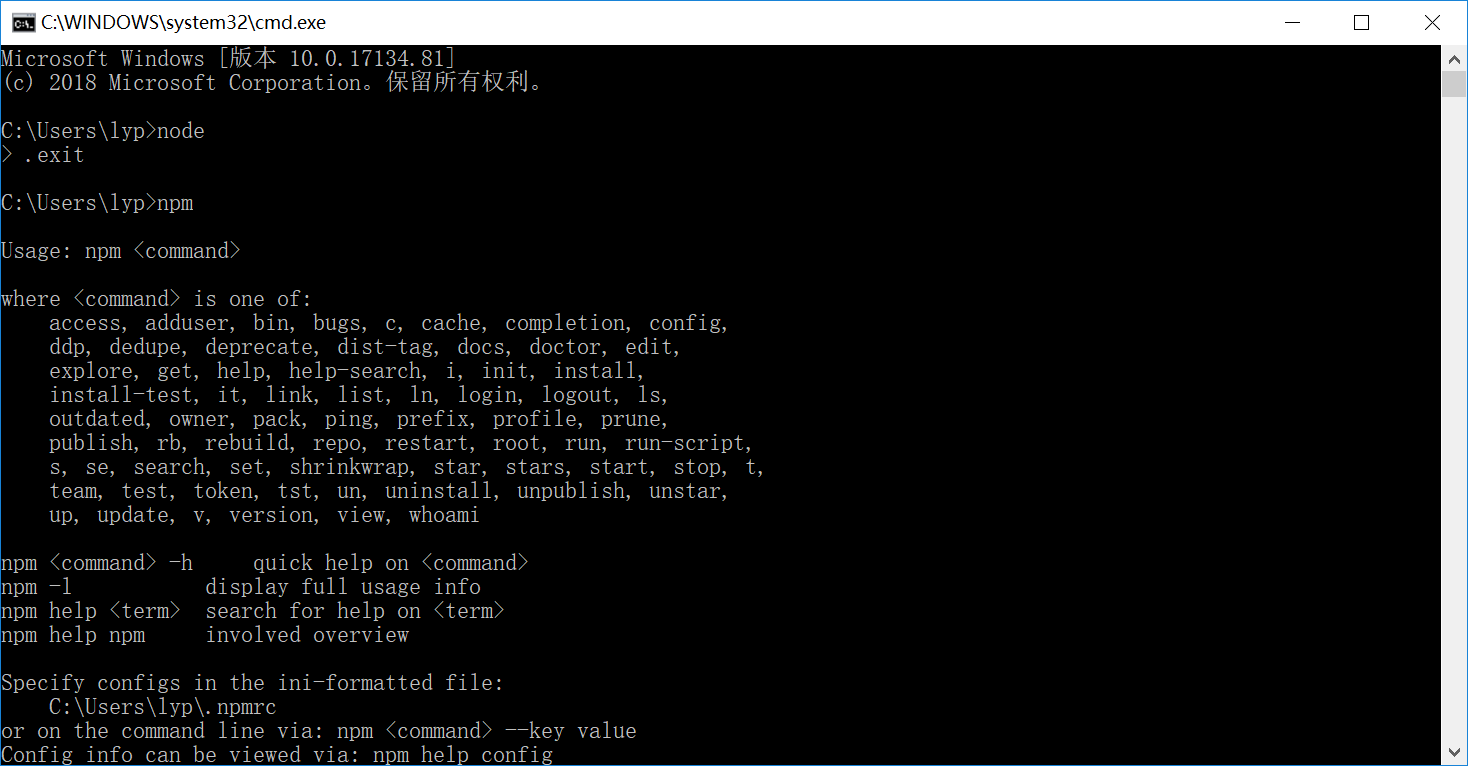 C:\WINDOWS\system32\cmd.exe
Microsoft Windows [版本 10.0.17134.81]
(c) 2018 Microsoft Corporation。保留所有权利。
C:\Users\lyp>node
> .exit
C:\Users\lyp>npm
Usage: npm <command>
where <command> is one of:
    access, adduser, bin, bugs, c, cache, completion, config,
    ddp, dedupe, deprecate, dist-tag, docs, doctor, edit,
    explore, get, help, help-search, i, init, install,
    install-test, it, link, list, ln, login, logout, ls,
    outdated, owner, pack, ping, prefix, profile, prune,
    publish, rb, rebuild, repo, restart, root, run, run-script,
    s, se, search, set, shrinkwrap, star, stars, start, stop, t,
    team, test, token, tst, un, uninstall, unpublish, unstar,
    up, update, v, version, view, whoami
npm <command> -h     quick help on <command>
npm -l           display full usage info
npm help <term>  search for help on <term>
npm help npm     involved overview
Specify configs in the ini-formatted file:
    C:\Users\lyp\.npmrc
or on the command line via: npm <command> --key value
Config info can be viewed via: npm help config